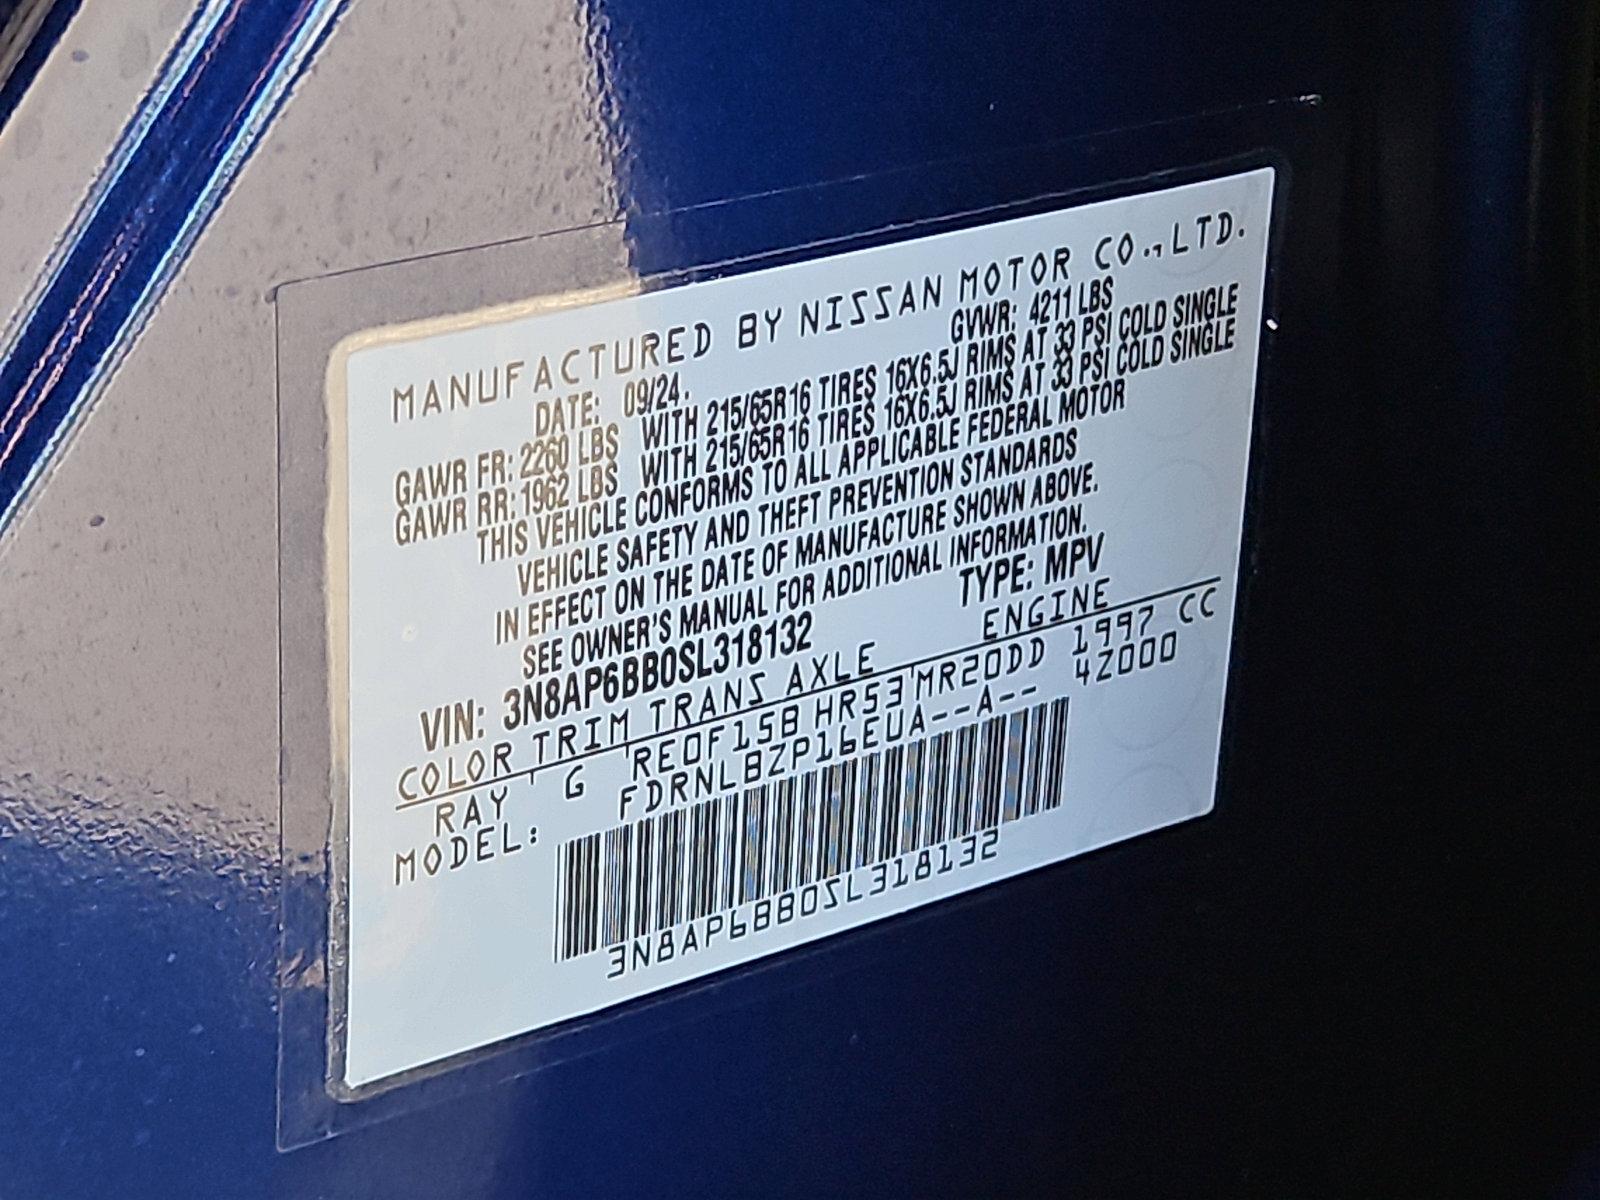 MANUFACTURED BY NISSAN MOTOR CO.,LTD.
DATE: 09/24. GVWR: 4211 LBS
GAWR FR: 2260 LBS WITH 215/65R16 TIRES 16X6.5J RIMS AT 33 PSI COLD SINGLE
GAWR RR: 1962 LBS WITH 215/65R16 TIRES 16X6.5J RIMS AT 33 PSI COLD SINGLE
THIS VEHICLE CONFORMS TO ALL APPLICABLE FEDERAL MOTOR
VEHICLE SAFETY AND THEFT PREVENTION STANDARDS
IN EFFECT ON THE DATE OF MANUFACTURE SHOWN ABOVE.
SEE OWNER'S MANUAL FOR ADDITIONAL INFORMATION.
VIN: 3N8AP6BB0SL318132 TYPE: MPV
COLOR TRIM TRANS AXLE ENGINE
RAY G RE0F15B HR53 MR20DD 1997 CC
MODEL: FDRNLBZP16EUA--A-- 4Z000
3N8AP6BB0SL318132